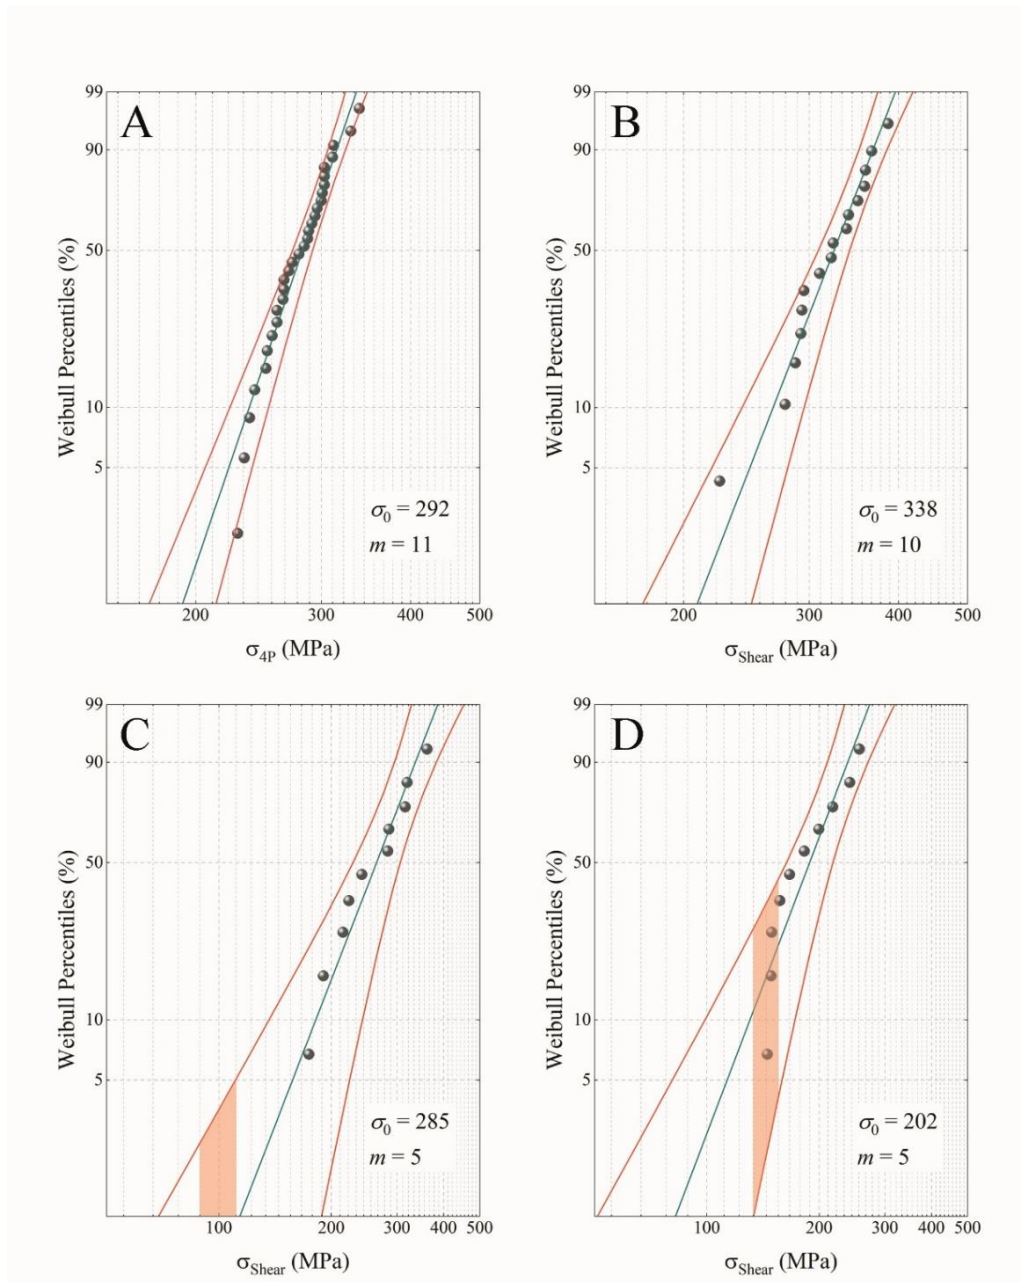 A
99
90
50
10
5
Weibull Percentiles (%)
σ0 = 292
m = 11
200 300 400 500
σ4P (MPa)
B
99
90
50
10
5
Weibull Percentiles (%)
σ0 = 338
m = 10
200 300 400 500
σShear (MPa)
C
99
90
50
10
5
Weibull Percentiles (%)
σ0 = 285
m = 5
100 200 300 400 500
σShear (MPa)
D
99
90
50
10
5
Weibull Percentiles (%)
σ0 = 202
m = 5
100 200 300 400 500
σShear (MPa)